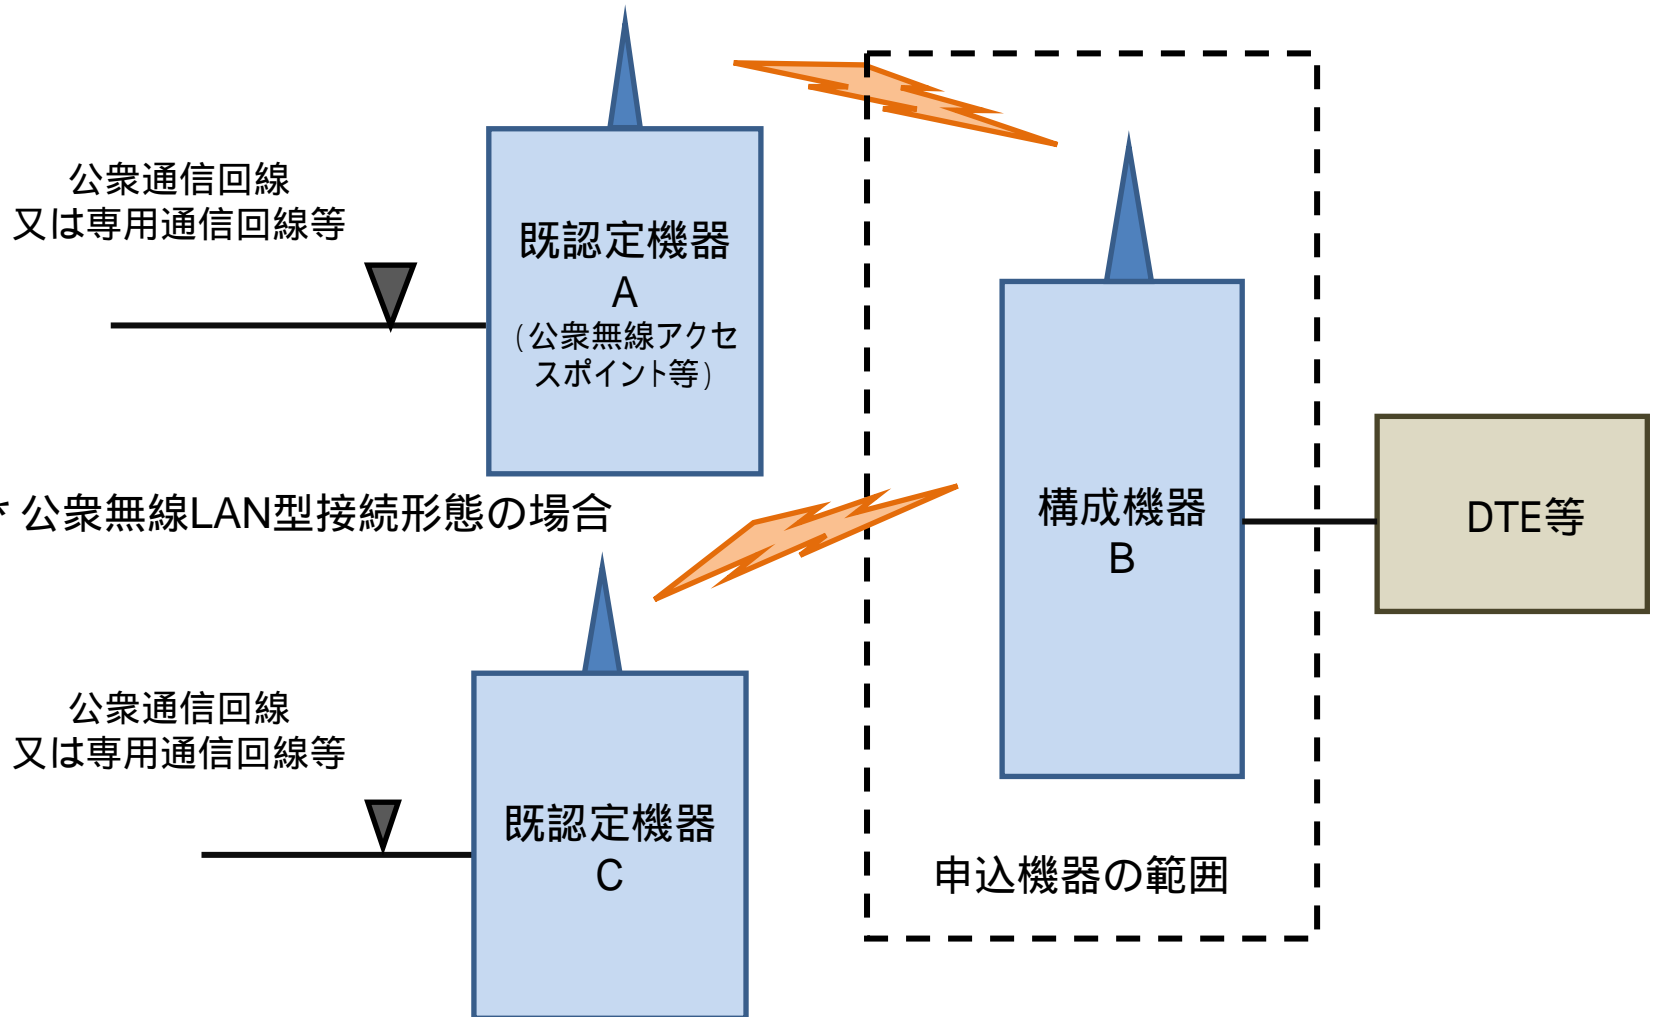 公衆通信回線
又は専用通信回線等
既認定機器
A
(公衆無線アクセ
スポイント等)
公衆無線LAN型接続形態の場合
構成機器
B
DTE等
公衆通信回線
又は専用通信回線等
既認定機器
C
申込機器の範囲